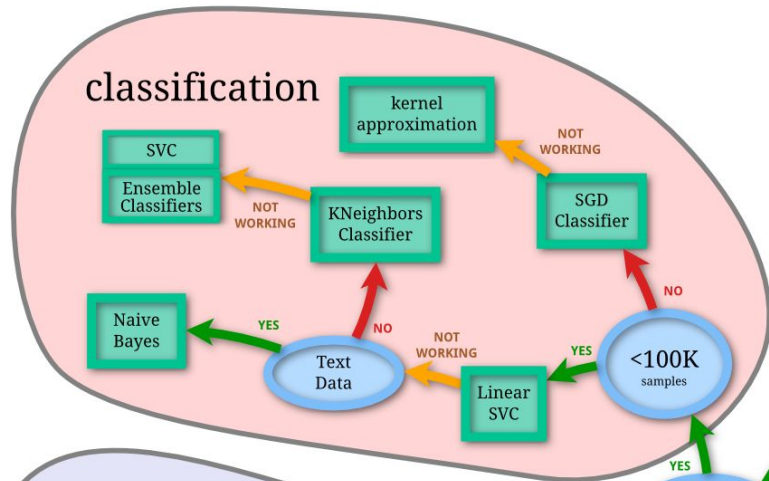 classification
kernel
approximation
NOT
WORKING
SVC
Ensemble
Classifiers
NOT
WORKING
KNeighbors
Classifier
SGD
Classifier
NO
Naive
Bayes
YES
NO
Text
Data
NOT
WORKING
YES
Linear
SVC
<100K
samples
YES